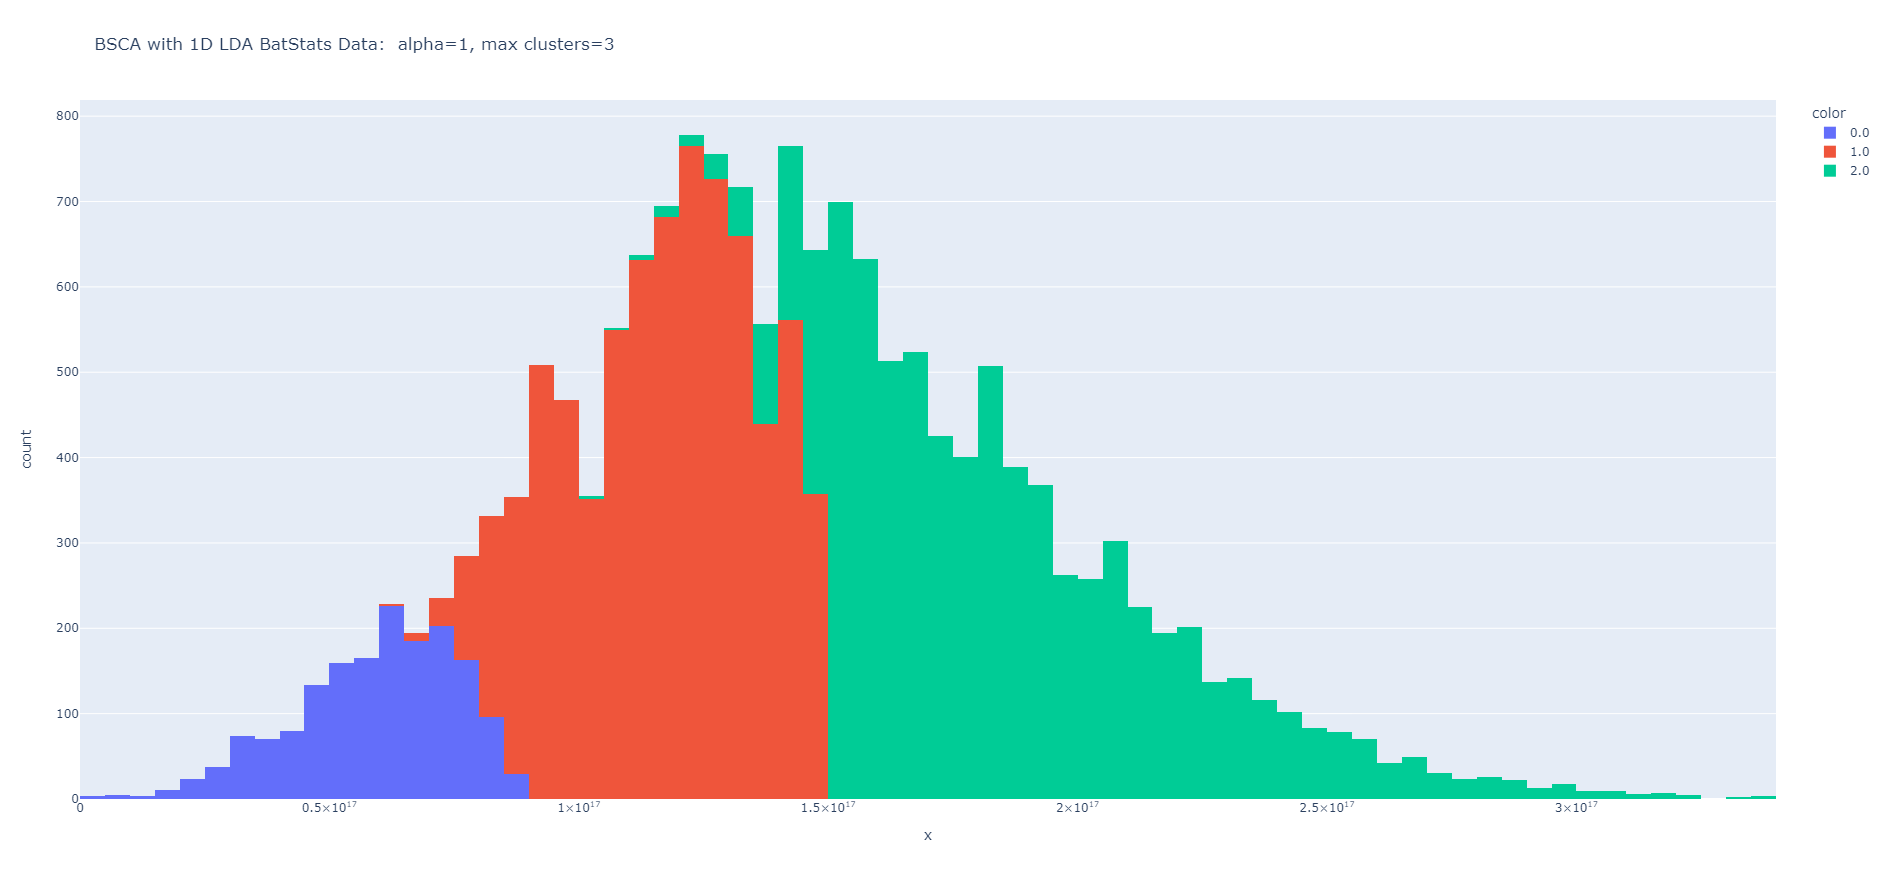 BSCA with 1D LDA BatStats Data:  alpha=1, max clusters=3
color
0.0
1.0
2.0
count
800
700
600
500
400
300
200
100
0
0 0.5×10¹⁷ 1×10¹⁷ 1.5×10¹⁷ 2×10¹⁷ 2.5×10¹⁷ 3×10¹⁷
x